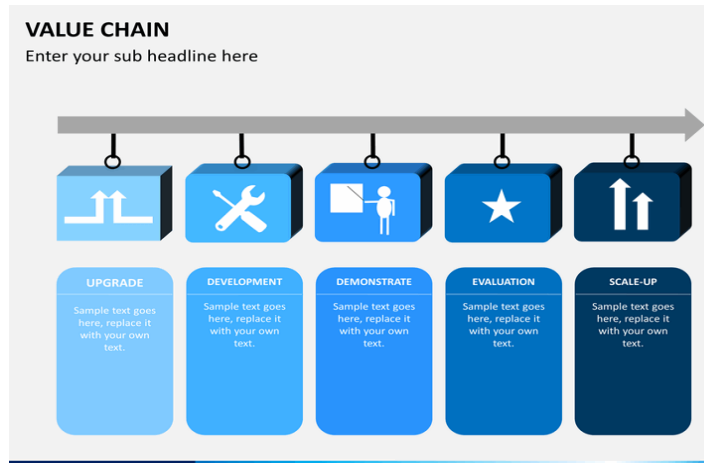 VALUE CHAIN
Enter your sub headline here
UPGRADE
Sample text goes
here, replace it
with your own
text.
DEVELOPMENT
Sample text goes
here, replace it
with your own
text.
DEMONSTRATE
Sample text goes
here, replace it
with your own
text.
EVALUATION
Sample text goes
here, replace it
with your own
text.
SCALE-UP
Sample text goes
here, replace it
with your own
text.